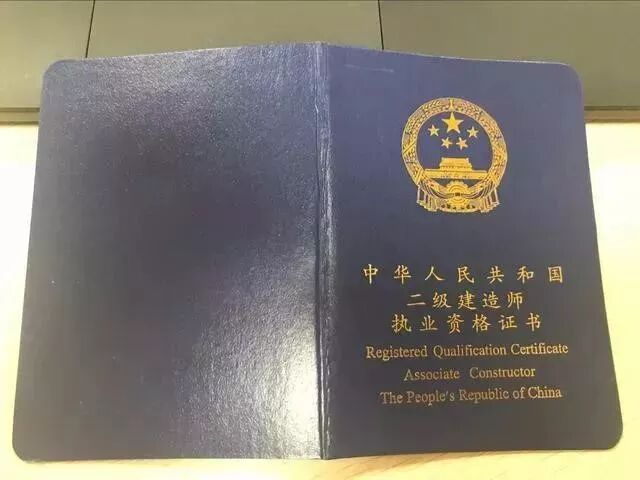 中华人民共和国
二级建造师
执业资格证书
Registered Qualification Certificate
Associate Constructor
The People's Republic of China